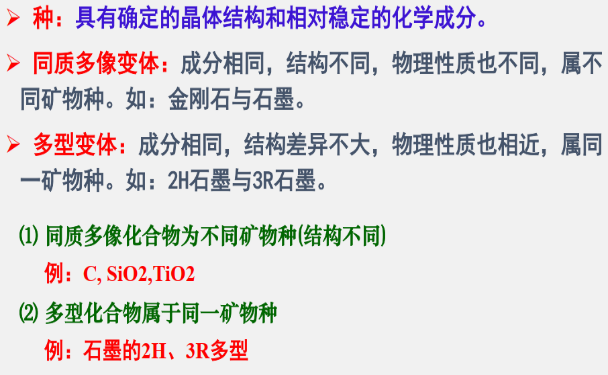 ➢ 种：具有确定的晶体结构和相对稳定的化学成分。
➢ 同质多像变体：成分相同，结构不同，物理性质也不同，属不
同矿物种。如：金刚石与石墨。
➢ 多型变体：成分相同，结构差异不大，物理性质也相近，属同
一矿物种。如：2H石墨与3R石墨。
⑴ 同质多像化合物为不同矿物种(结构不同)
例：C, SiO2,TiO2
⑵ 多型化合物属于同一矿物种
例：石墨的2H、3R多型